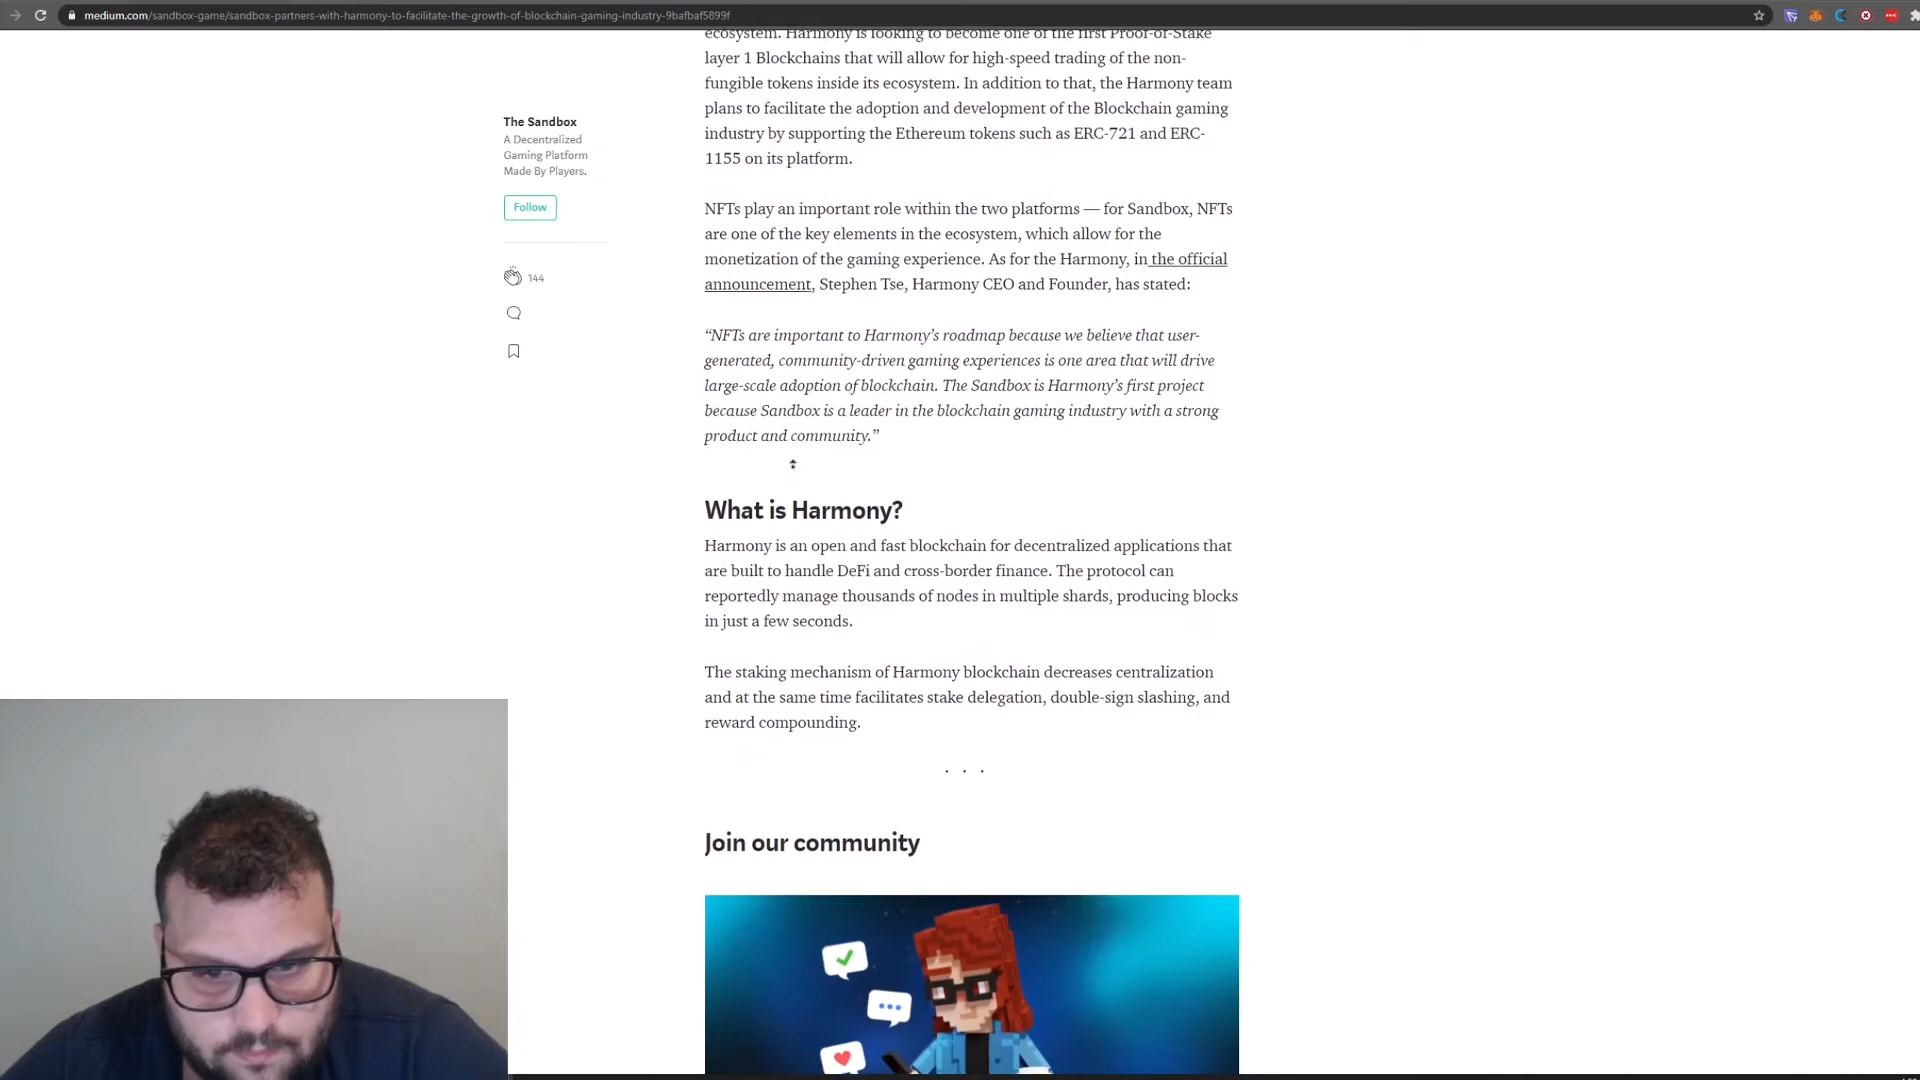 medium.com/sandbox-game/sandbox-partners-with-harmony-to-facilitate-the-growth-of-blockchain-gaming-industry-9bafbaf5899f
ecosystem. Harmony is looking to become one of the first Proof-of-Stake
layer 1 Blockchains that will allow for high-speed trading of the non-
fungible tokens inside its ecosystem. In addition to that, the Harmony team
plans to facilitate the adoption and development of the Blockchain gaming
industry by supporting the Ethereum tokens such as ERC-721 and ERC-
1155 on its platform.
The Sandbox
A Decentralized
Gaming Platform
Made By Players.
Follow
144
NFTs play an important role within the two platforms — for Sandbox, NFTs
are one of the key elements in the ecosystem, which allow for the
monetization of the gaming experience. As for the Harmony, in the official
announcement, Stephen Tse, Harmony CEO and Founder, has stated:
“NFTs are important to Harmony’s roadmap because we believe that user-
generated, community-driven gaming experiences is one area that will drive
large-scale adoption of blockchain. The Sandbox is Harmony’s first project
because Sandbox is a leader in the blockchain gaming industry with a strong
product and community.”
What is Harmony?
Harmony is an open and fast blockchain for decentralized applications that
are built to handle DeFi and cross-border finance. The protocol can
reportedly manage thousands of nodes in multiple shards, producing blocks
in just a few seconds.
The staking mechanism of Harmony blockchain decreases centralization
and at the same time facilitates stake delegation, double-sign slashing, and
reward compounding.
. . .
Join our community